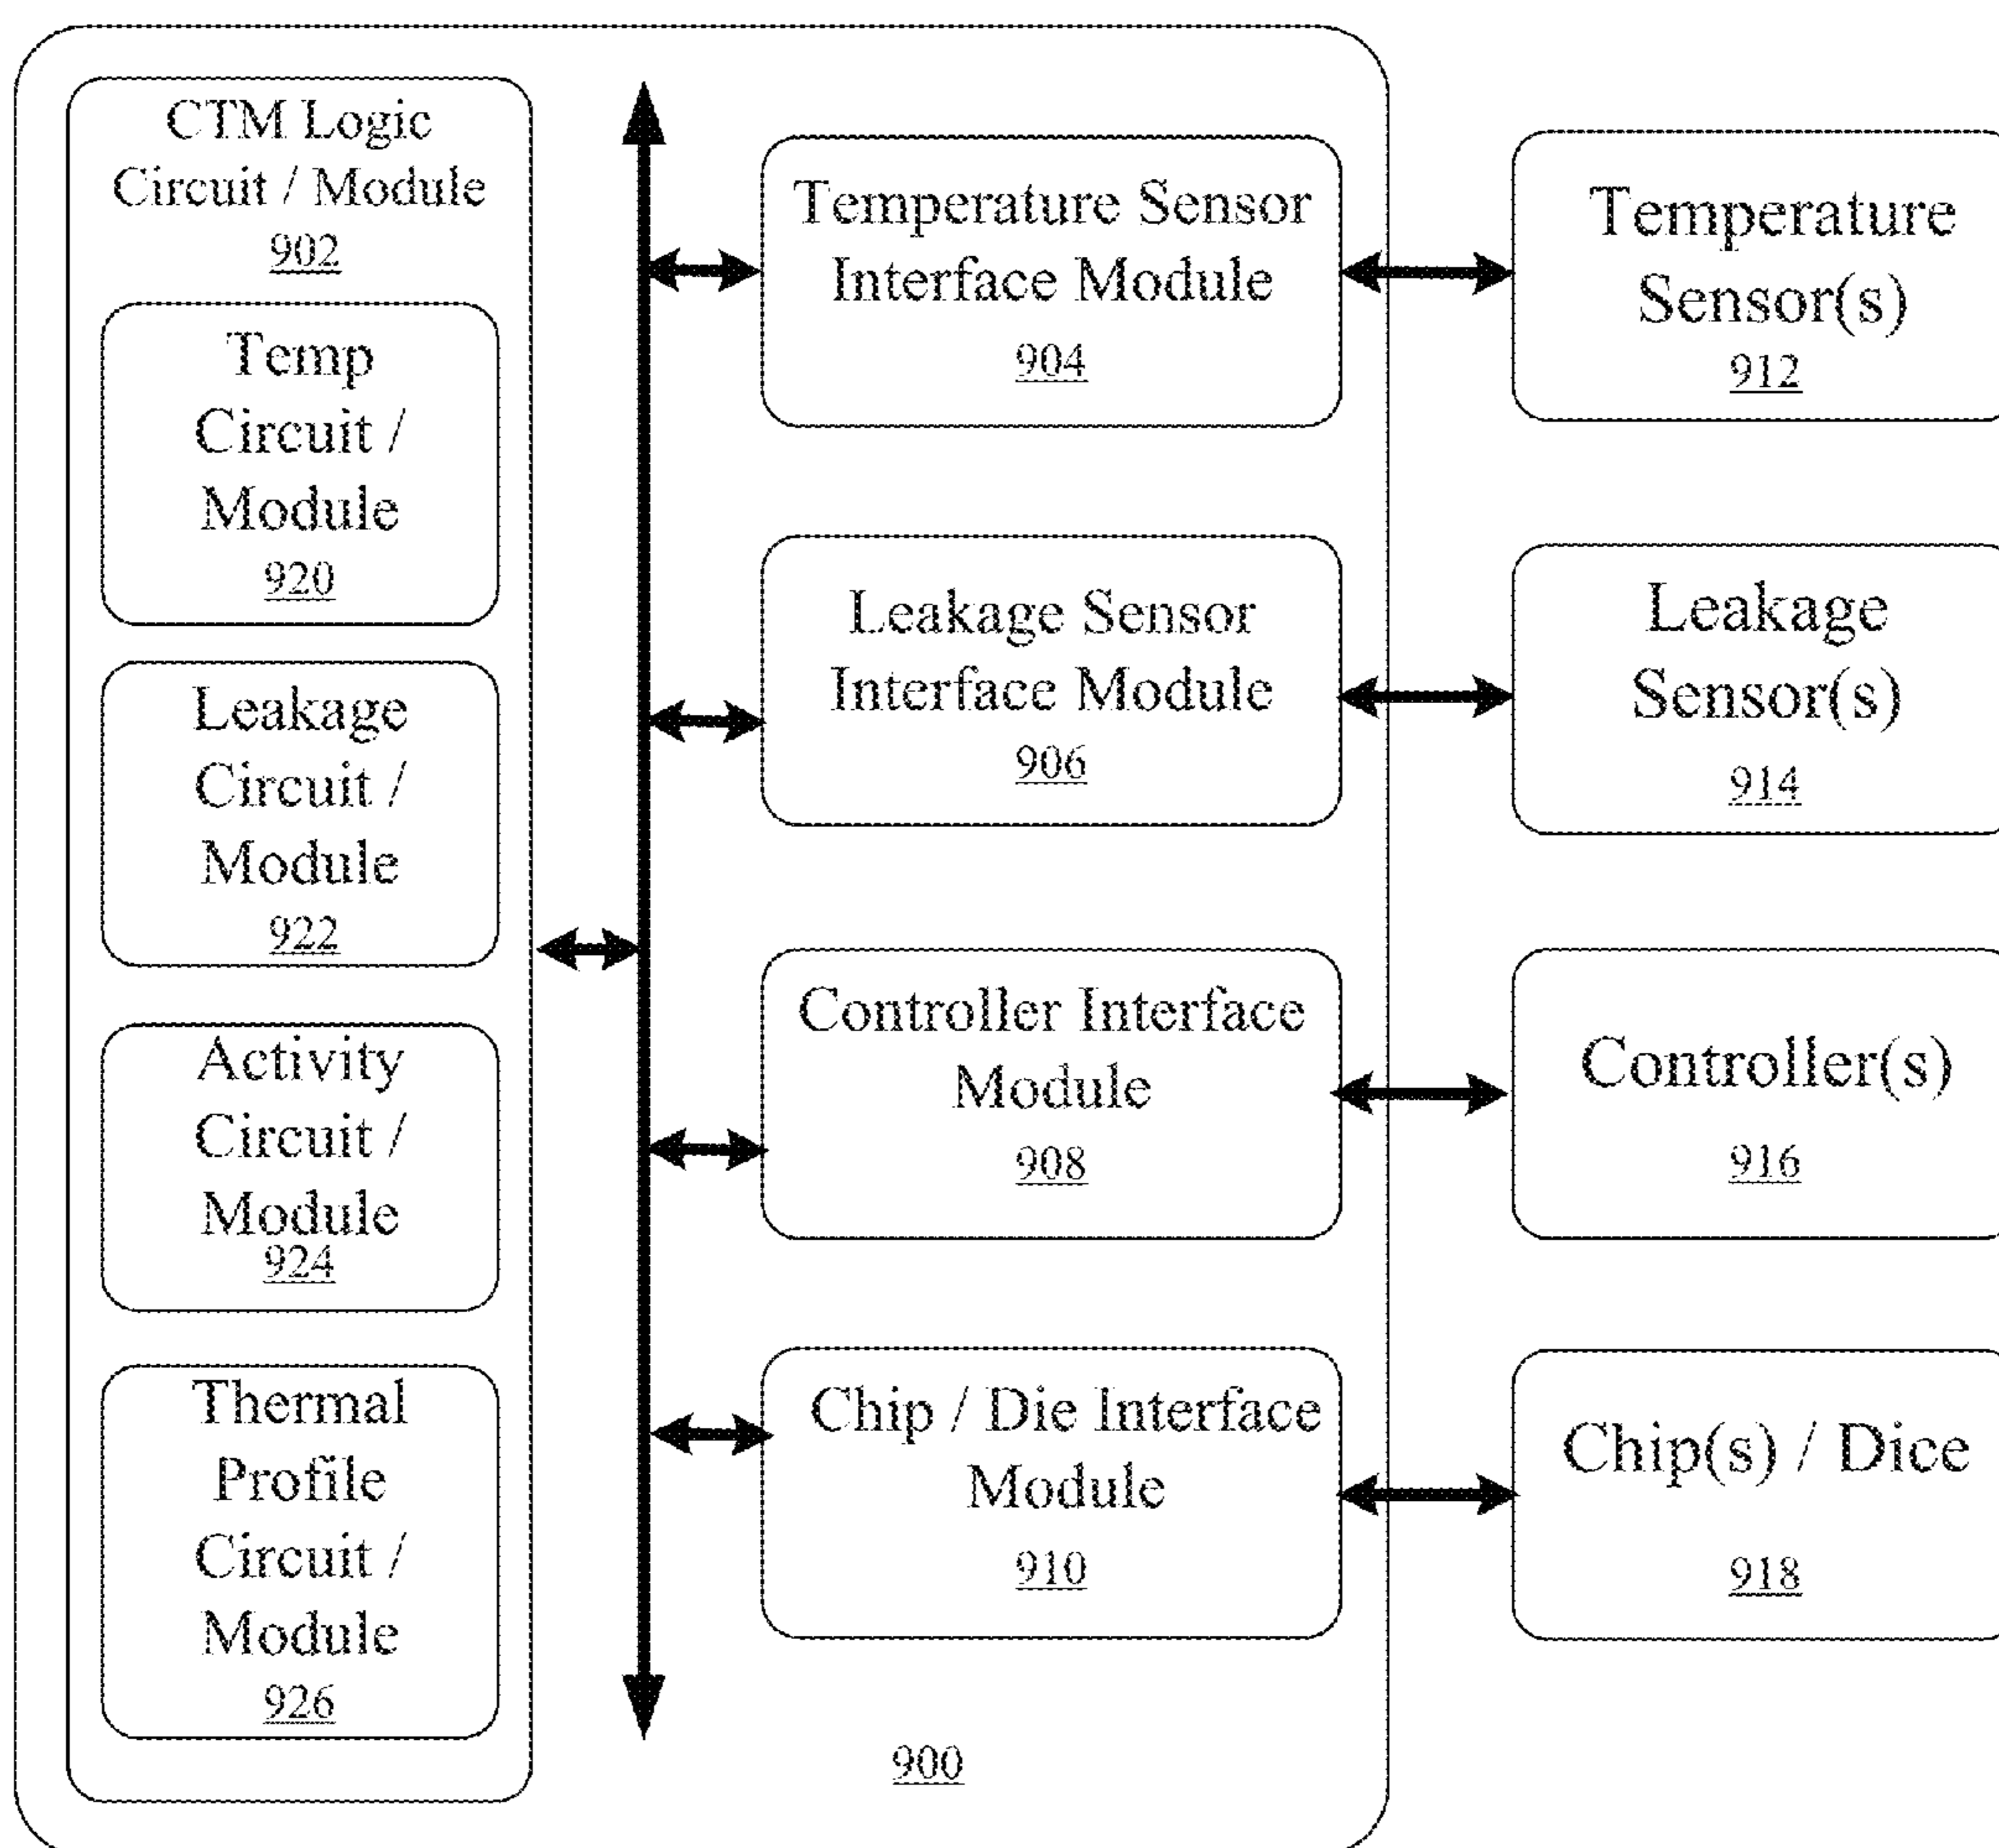 CTM Logic
Circuit / Module
902
Temp
Circuit /
Module
920
Leakage
Circuit /
Module
922
Activity
Circuit /
Module
924
Thermal
Profile
Circuit /
Module
926
Temperature Sensor
Interface Module
904
Leakage Sensor
Interface Module
906
Controller Interface
Module
908
Chip / Die Interface
Module
910
900
Temperature
Sensor(s)
912
Leakage
Sensor(s)
914
Controller(s)
916
Chip(s) / Dice
918